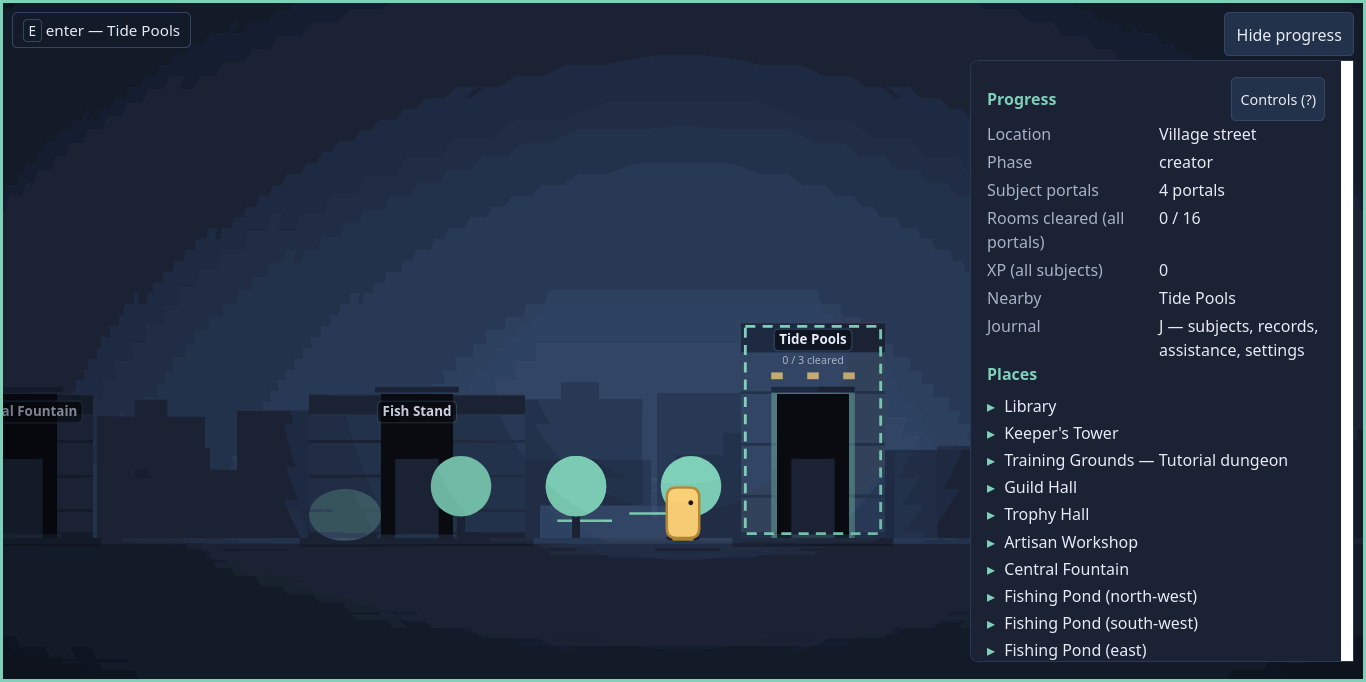 E enter — Tide Pools
Hide progress
Progress
Controls (?)
Location Village street
Phase creator
Subject portals 4 portals
Rooms cleared (all 0 / 16
portals)
XP (all subjects) 0
Nearby Tide Pools
Journal J — subjects, records,
assistance, settings
Places
▸ Library
▸ Keeper's Tower
▸ Training Grounds — Tutorial dungeon
▸ Guild Hall
▸ Trophy Hall
▸ Artisan Workshop
▸ Central Fountain
▸ Fishing Pond (north-west)
▸ Fishing Pond (south-west)
▸ Fishing Pond (east)
Tide Pools
0 / 3 cleared
al Fountain
Fish Stand